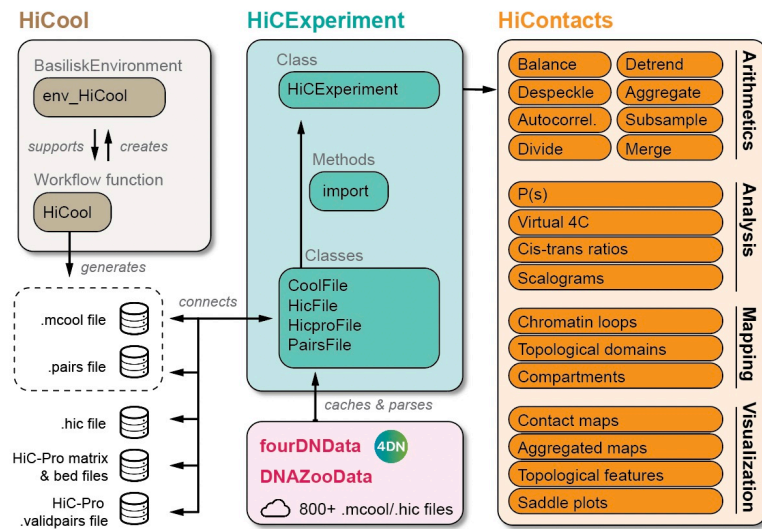 HiCool
BasiliskEnvironment
env_HiCool
supports
creates
Workflow function
HiCool
generates
.mcool file
.pairs file
.hic file
HiC-Pro matrix
& bed files
HiC-Pro
.validpairs file
connects
HiCExperiment
Class
HiCExperiment
Methods
import
Classes
CoolFile
HicFile
HicproFile
PairsFile
caches & parses
fourDNData
4DN
DNAZooData
800+ .mcool/.hic files
HiContacts
Balance
Detrend
Despeckle
Aggregate
Autocorrel.
Subsample
Divide
Merge
Arithmetics
P(s)
Virtual 4C
Cis-trans ratios
Scalograms
Analysis
Chromatin loops
Topological domains
Compartments
Mapping
Contact maps
Aggregated maps
Topological features
Saddle plots
Visualization